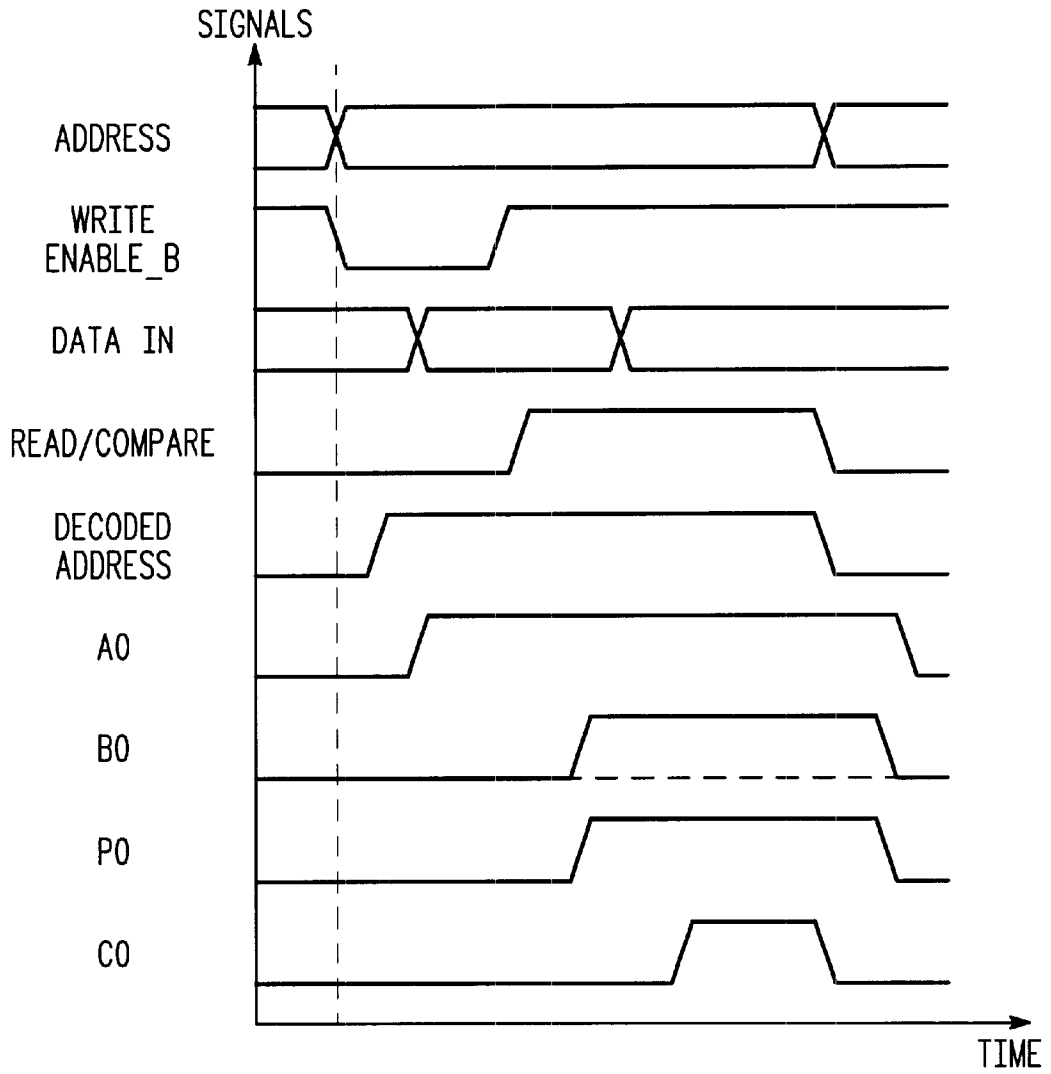 SIGNALS
ADDRESS
WRITE
ENABLE_B
DATA IN
READ/COMPARE
DECODED
ADDRESS
A0
B0
P0
C0
TIME